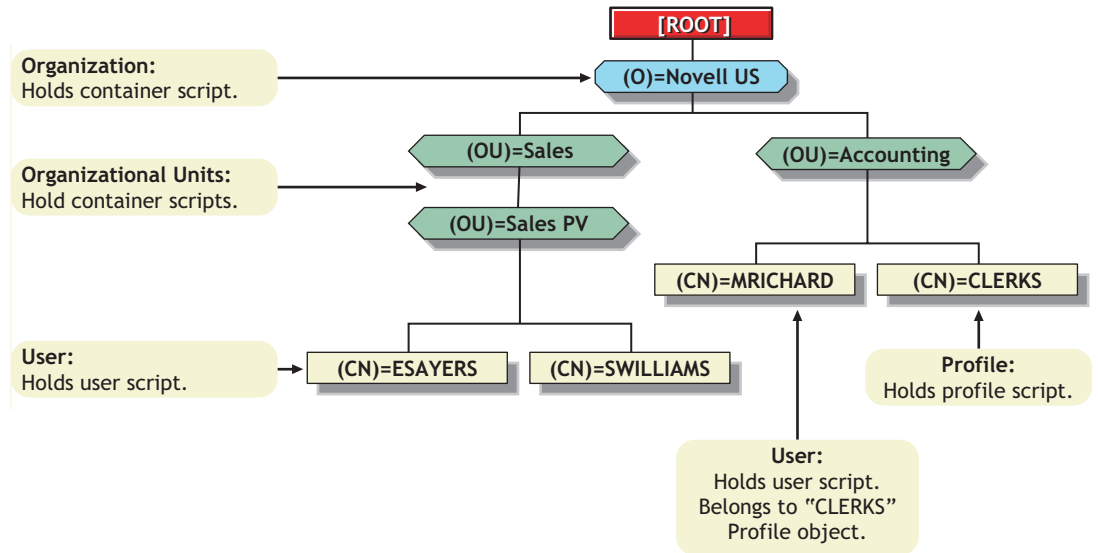 [ROOT]
Organization:
Holds container script.
(O)=Novell US
(OU)=Sales
(OU)=Accounting
Organizational Units:
Hold container scripts.
(OU)=Sales PV
(CN)=MRICHARD
(CN)=CLERKS
User:
Holds user script.
(CN)=ESAYERS
(CN)=SWILLIAMS
Profile:
Holds profile script.
User:
Holds user script.
Belongs to “CLERKS”
Profile object.